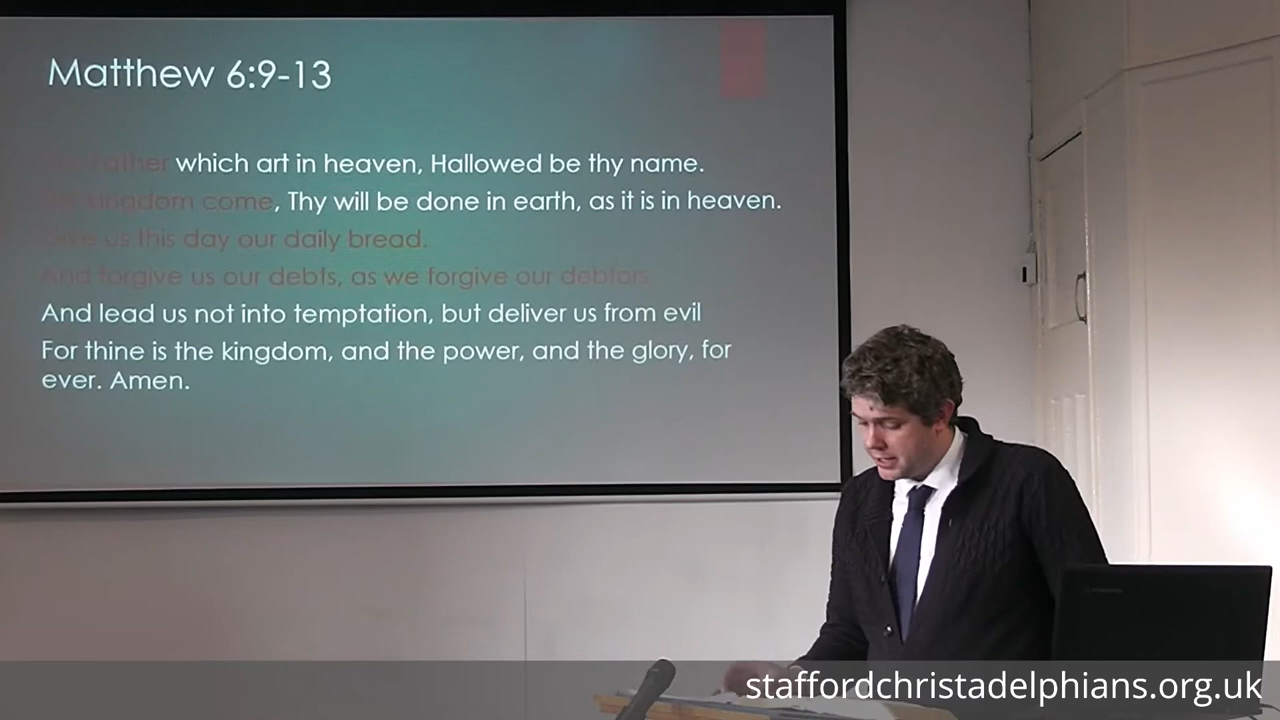 Matthew 6:9-13
Father which art in heaven, Hallowed be thy name.
kingdom come, Thy will be done in earth, as it is in heaven.
Give us this day our daily bread.
And forgive us our debts, as we forgive our debtors.
And lead us not into temptation, but deliver us from evil
For thine is the kingdom, and the power, and the glory, for
ever. Amen.
staffordchristadelphians.org.uk